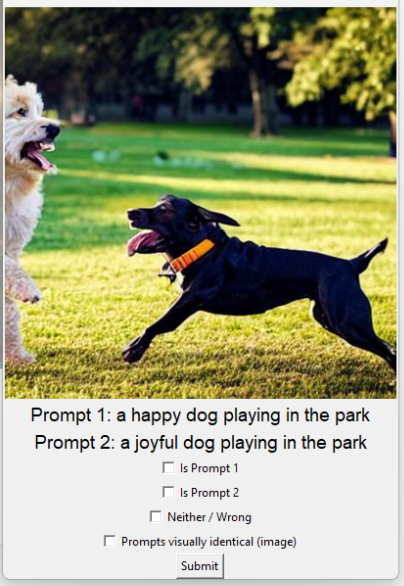 Prompt 1: a happy dog playing in the park
Prompt 2: a joyful dog playing in the park
Is Prompt 1
Is Prompt 2
Neither / Wrong
Prompts visually identical (image)
Submit